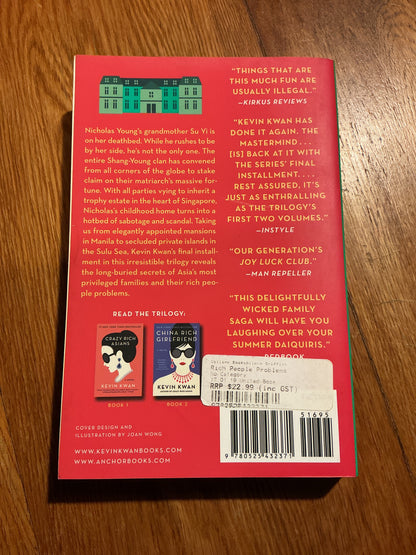 Nicholas Young's grandmother Su Yi is
on her deathbed. While he rushes to be
by her side, he's not the only one. The
entire Shang-Young clan has convened
from all corners of the globe to stake
claim on their matriarch's massive for-
tune. With all parties vying to inherit a
trophy estate in the heart of Singapore,
Nicholas's childhood home turns into a
hotbed of sabotage and scandal. Taking
us from elegantly appointed mansions
in Manila to secluded private islands in
the Sulu Sea, Kevin Kwan's final install-
ment in this irresistible trilogy reveals
the long-buried secrets of Asia's most
privileged families and their rich peo-
ple problems.
READ THE TRILOGY:
CRAZY RICH
ASIANS
KEVIN KWAN
BOOK 1
CHINA RICH
GIRLFRIEND
KEVIN KWAN
BOOK 2
COVER DESIGN AND
ILLUSTRATION BY JOAN WONG
WWW.KEVINKWANBOOKS.COM
WWW.ANCHORBOOKS.COM
"THINGS THAT ARE
THIS MUCH FUN ARE
USUALLY ILLEGAL."
—KIRKUS REVIEWS
"KEVIN KWAN HAS
DONE IT AGAIN. THE
MASTERMIND . . .
[IS] BACK AT IT WITH
THE SERIES' FINAL
INSTALLMENT. . . .
REST ASSURED, IT'S
JUST AS ENTHRALLING
AS THE TRILOGY'S
FIRST TWO VOLUMES."
—INSTYLE
"OUR GENERATION'S
JOY LUCK CLUB."
—MAN REPELLER
"THIS DELIGHTFULLY
WICKED FAMILY
SAGA WILL HAVE YOU
LAUGHING OVER YOUR
SUMMER DAIQUIRIS."
—REDBOOK
Rich People Problems
No Category
RRP $22.99 (inc GST)
51695
9 780525 432371